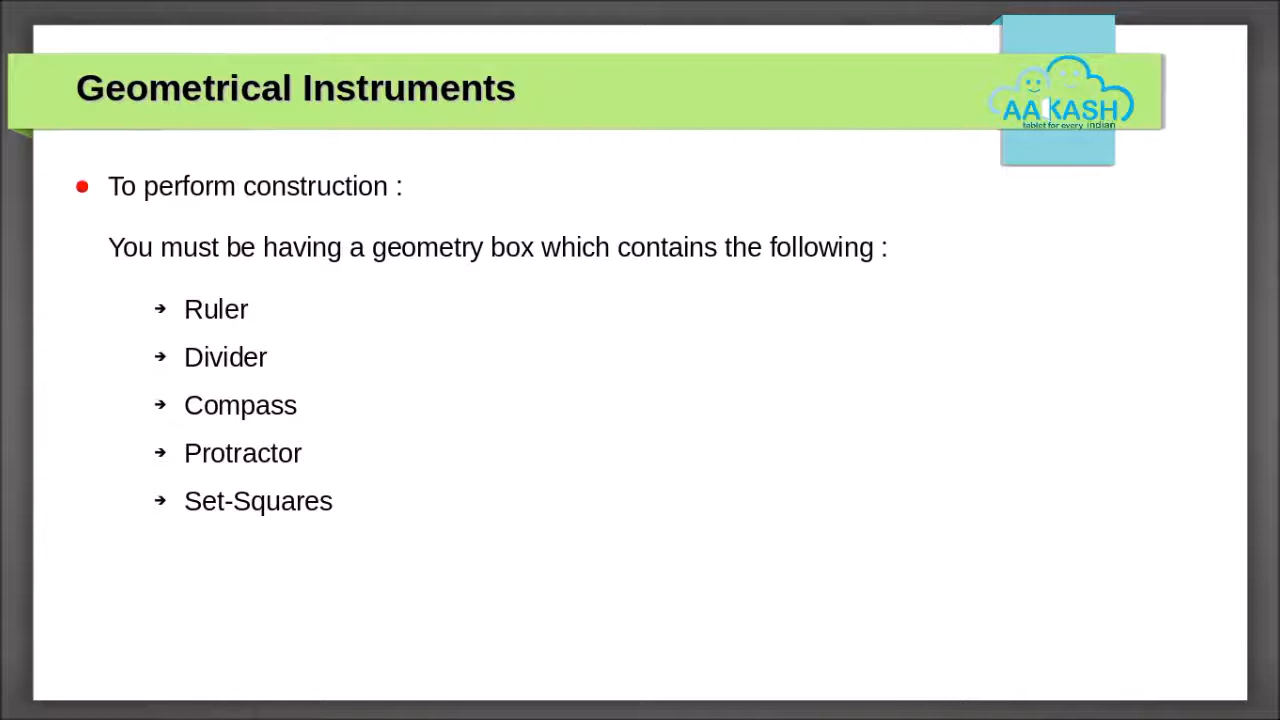 Geometrical Instruments
AAKASH
tablet for every indian
To perform construction :
You must be having a geometry box which contains the following :
Ruler
Divider
Compass
Protractor
Set-Squares